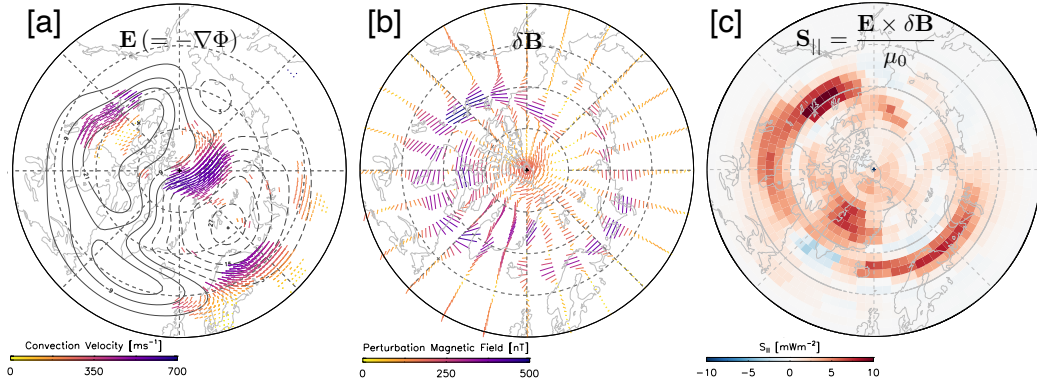 [a]
E (= −∇Φ)
Convection Velocity [ms⁻¹]
0 350 700
[b]
δB
Perturbation Magnetic Field [nT]
0 250 500
[c]
S|| = E × δB / μ0
S|| [mWm⁻²]
−10 −5 0 5 10